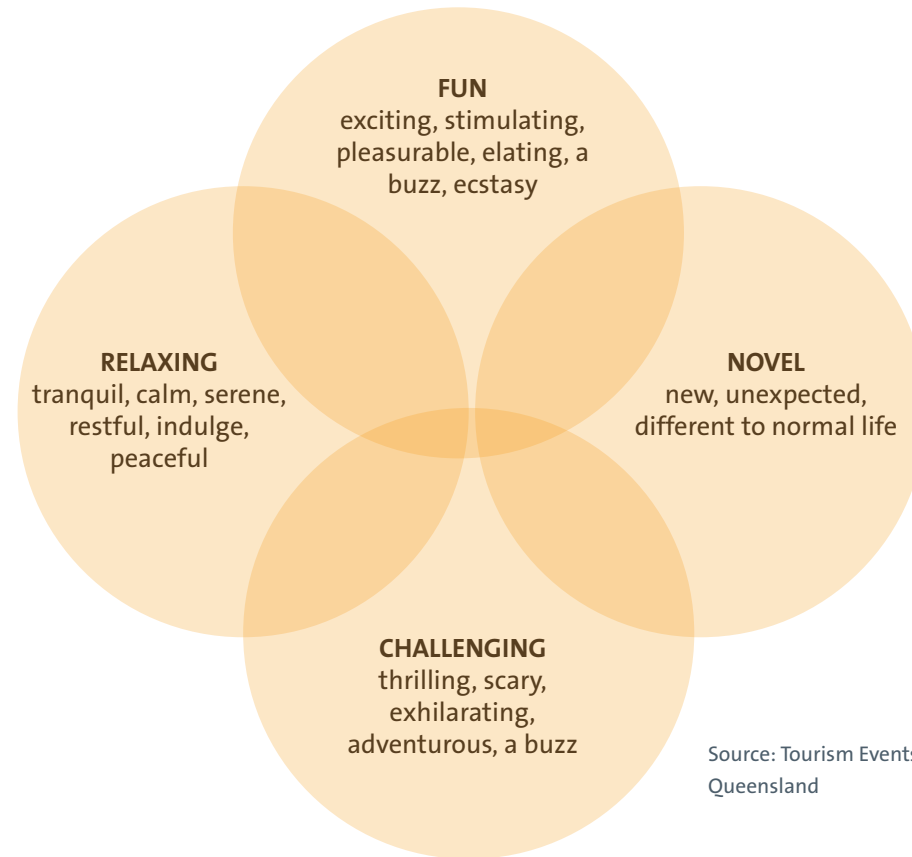 FUN
exciting, stimulating,
pleasurable, elating, a
buzz, ecstasy
RELAXING
tranquil, calm, serene,
restful, indulge,
peaceful
NOVEL
new, unexpected,
different to normal life
CHALLENGING
thrilling, scary,
exhilarating,
adventurous, a buzz
Source: Tourism Events
Queensland